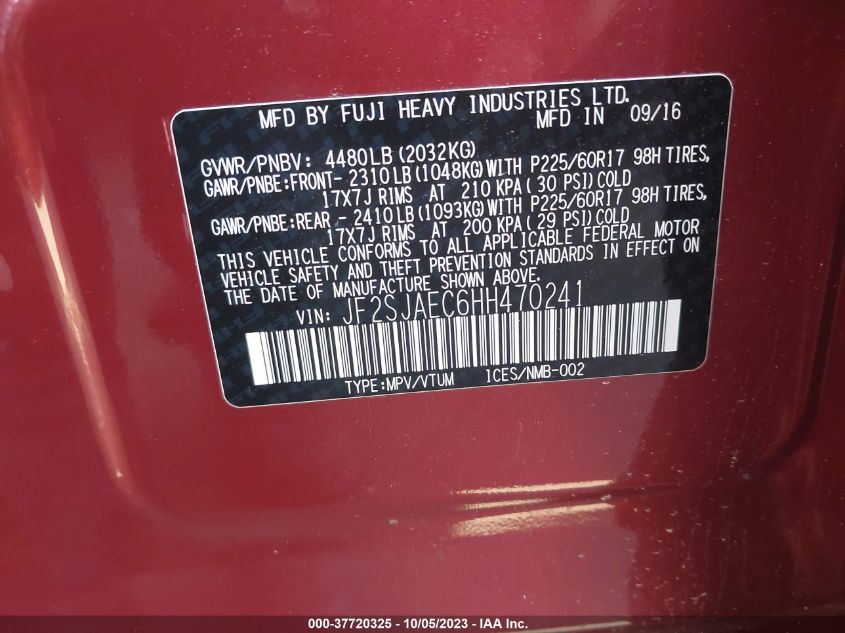 MFD BY FUJI HEAVY INDUSTRIES LTD.
MFD IN 09/16
GVWR/PNBV: 4480LB (2032KG)
GAWR/PNBE:FRONT- 2310LB (1048KG) WITH P225/60R17 98H TIRES,
17X7J RIMS AT 210 KPA ( 30 PSI) COLD
GAWR/PNBE:REAR - 2410LB (1093KG) WITH P225/60R17 98H TIRES,
17X7J RIMS AT 200 KPA ( 29 PSI) COLD
THIS VEHICLE CONFORMS TO ALL APPLICABLE FEDERAL MOTOR
VEHICLE SAFETY AND THEFT PREVENTION STANDARDS IN EFFECT ON
THE DATE OF MANUFACTURE SHOWN ABOVE.
VIN: JF2SJAEC6HH470241
TYPE:MPV/VTUM ICES/NMB-002
000-37720325 - 10/05/2023 - IAA Inc.